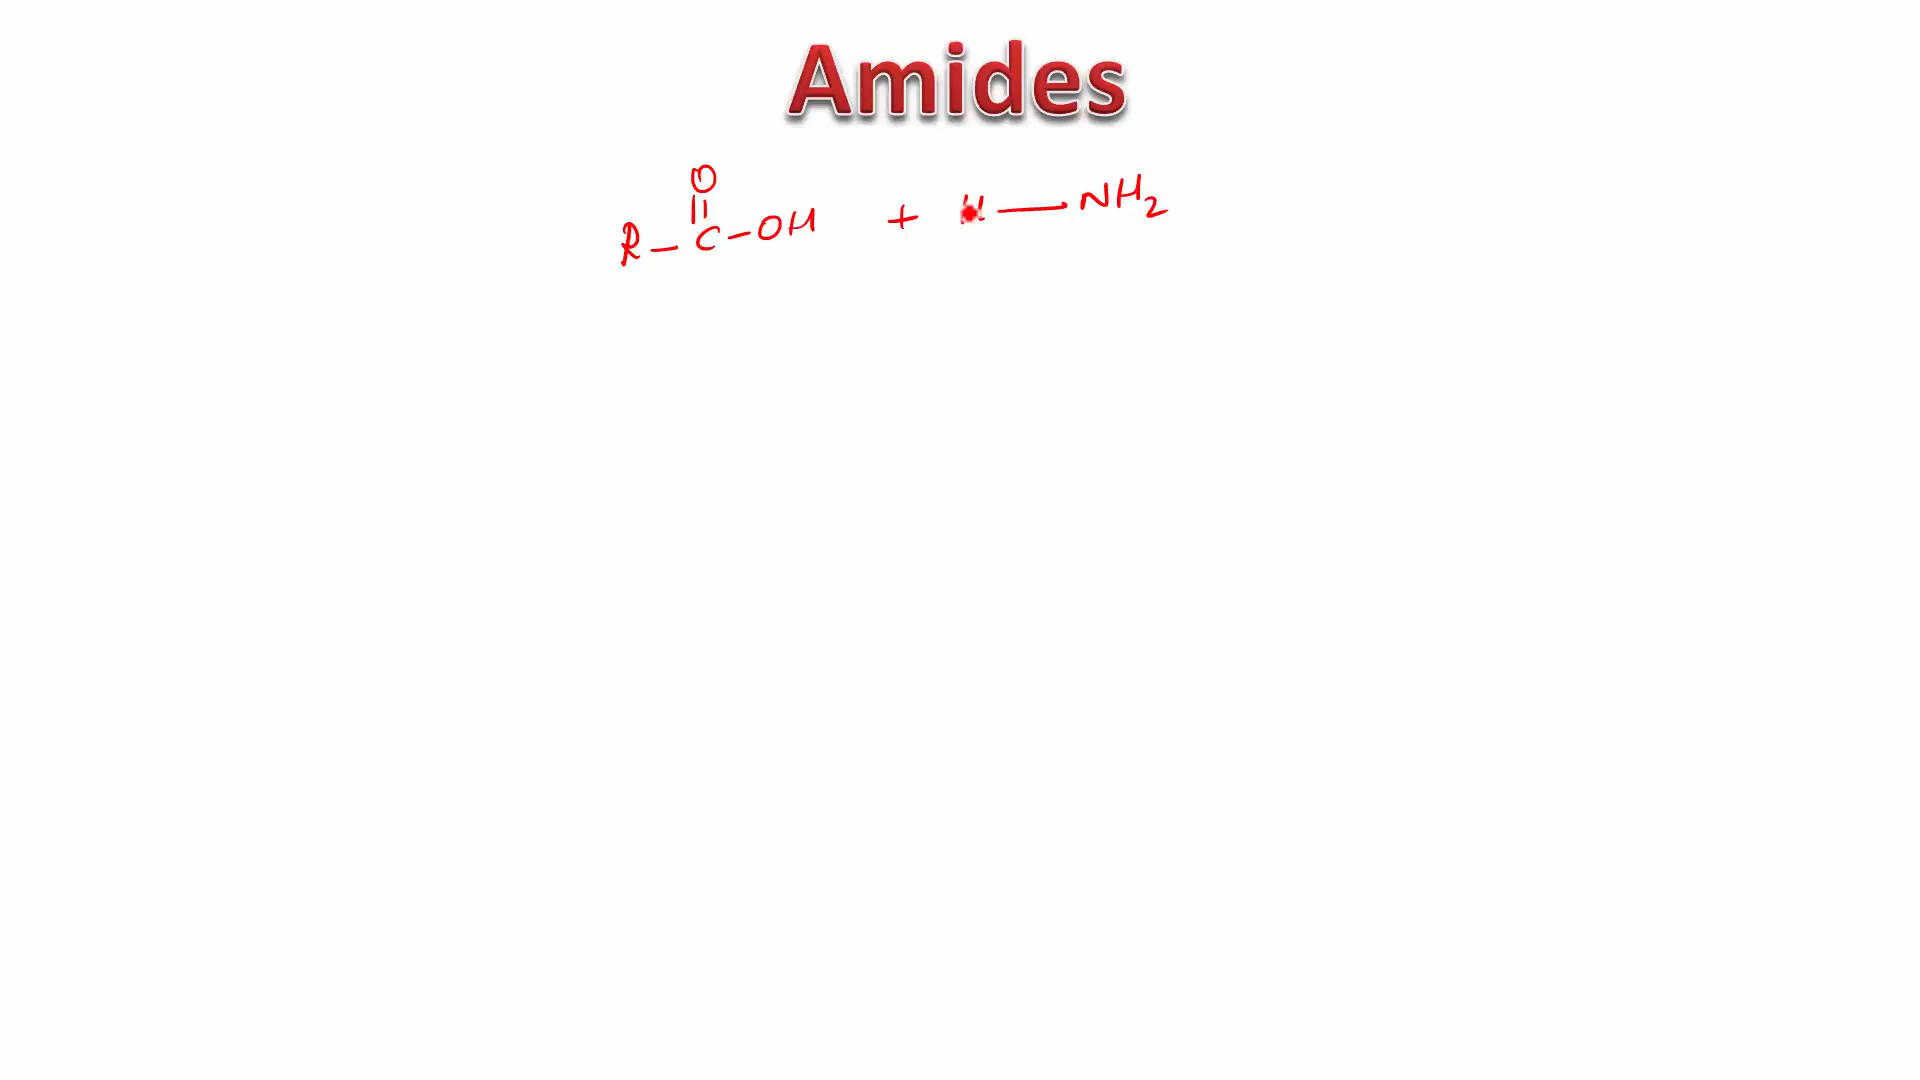 Amides
O
||
R - C - OH + H — NH2